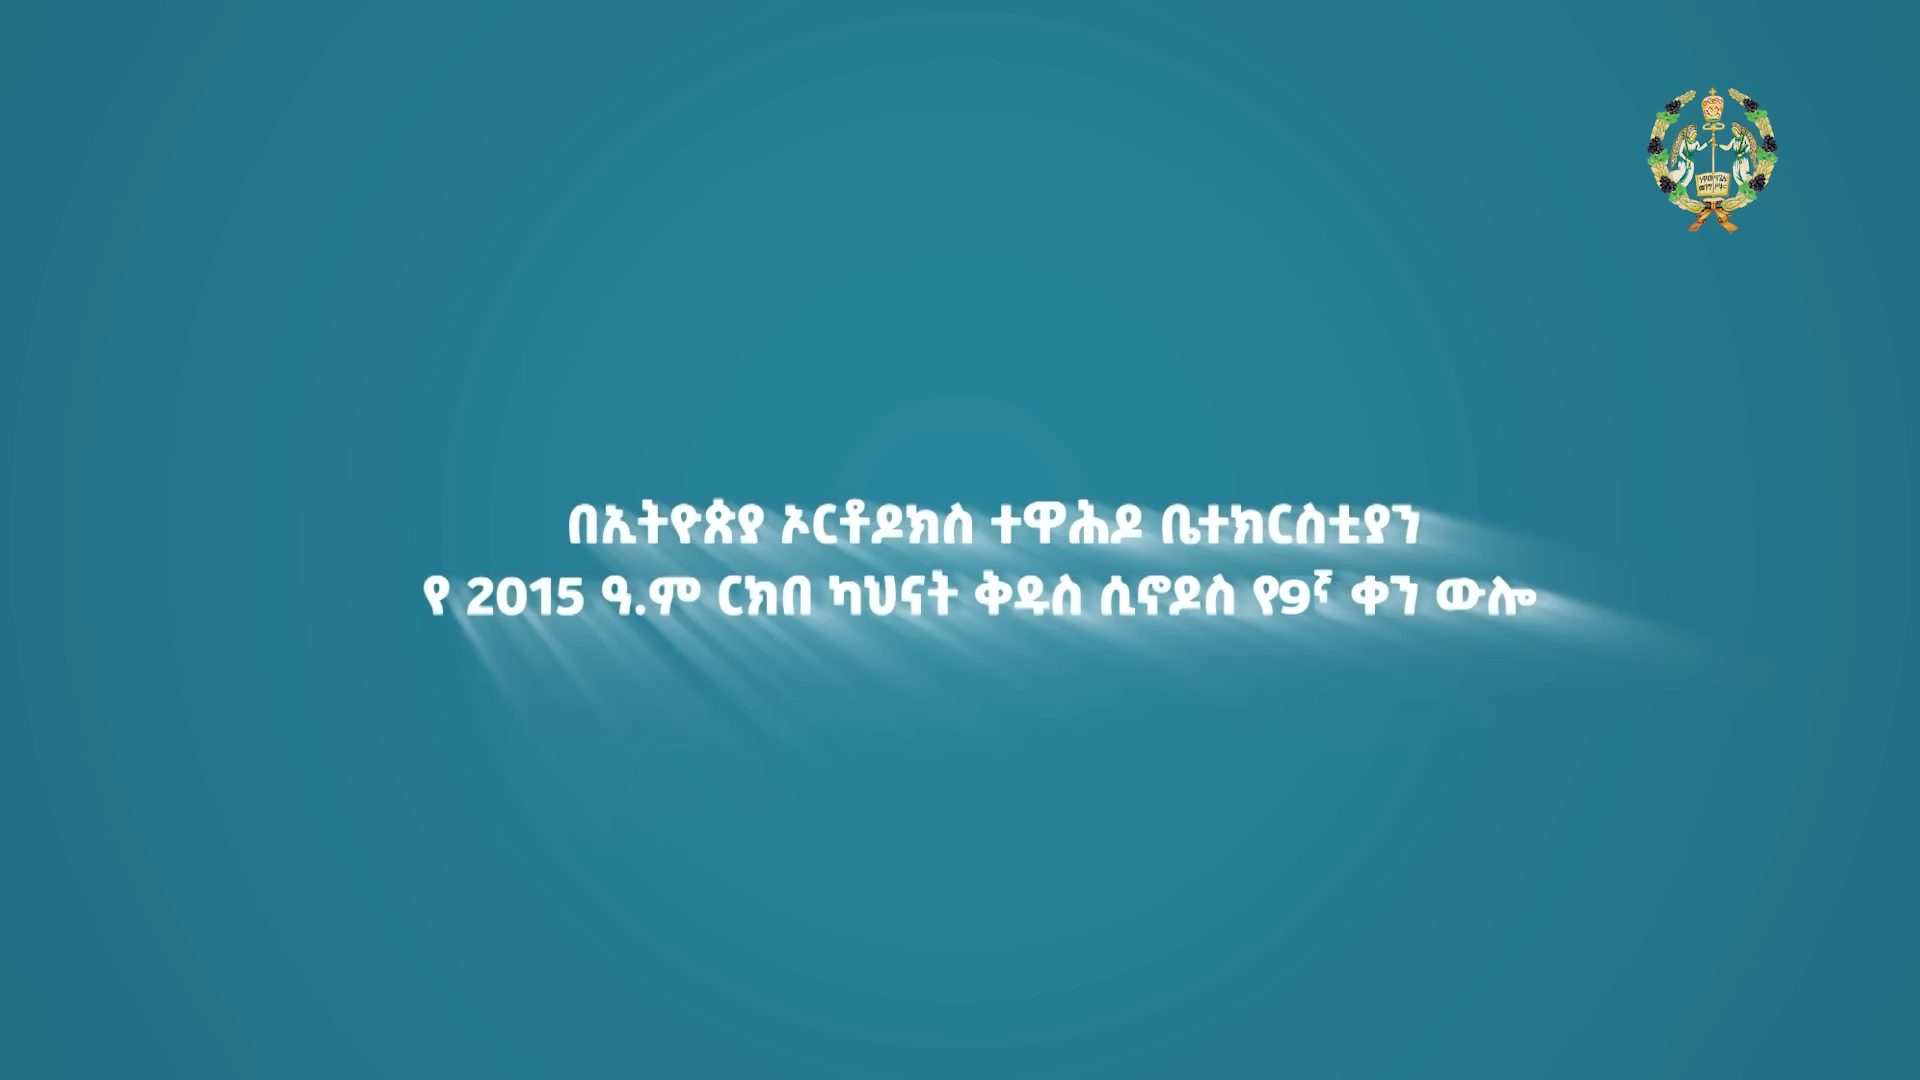 በኢትዮጵያ ኦርቶዶክስ ተዋሕዶ ቤተክርስቲያን
የ 2015 ዓ.ም ርክበ ካህናት ቅዱስ ሲኖዶስ የ9ኛ ቀን ውሎ